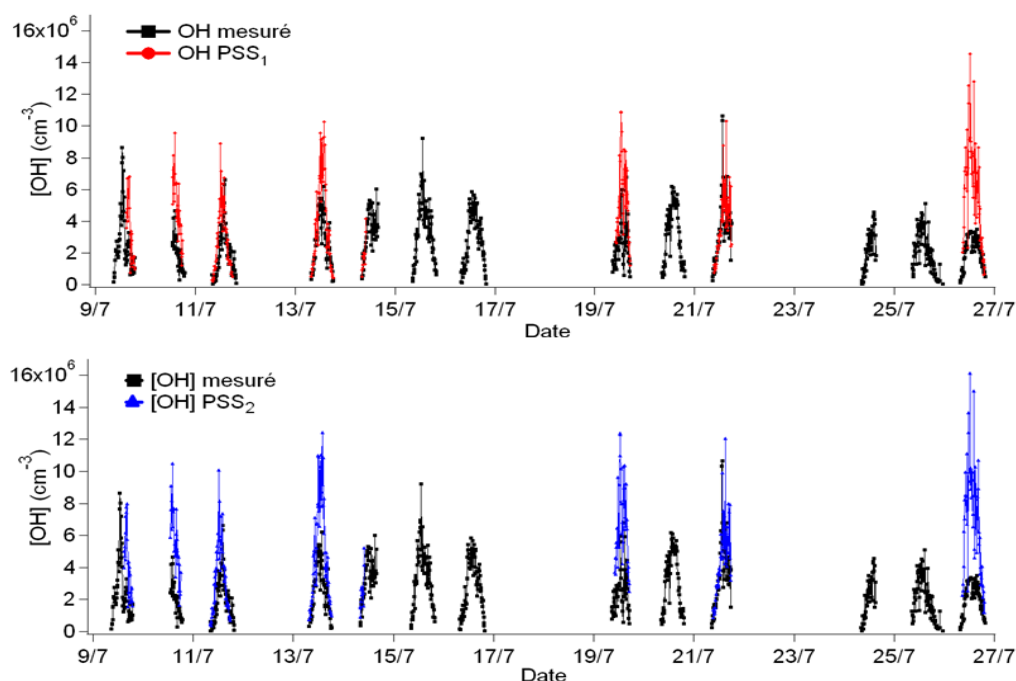 16x10⁶
14
12
10
8
6
4
2
0
[OH] (cm⁻³)
OH mesuré
OH PSS₁
9/7 11/7 13/7 15/7 17/7 19/7 21/7 23/7 25/7 27/7
Date
16x10⁶
14
12
10
8
6
4
2
0
[OH] (cm⁻³)
[OH] mesuré
[OH] PSS₂
9/7 11/7 13/7 15/7 17/7 19/7 21/7 23/7 25/7 27/7
Date